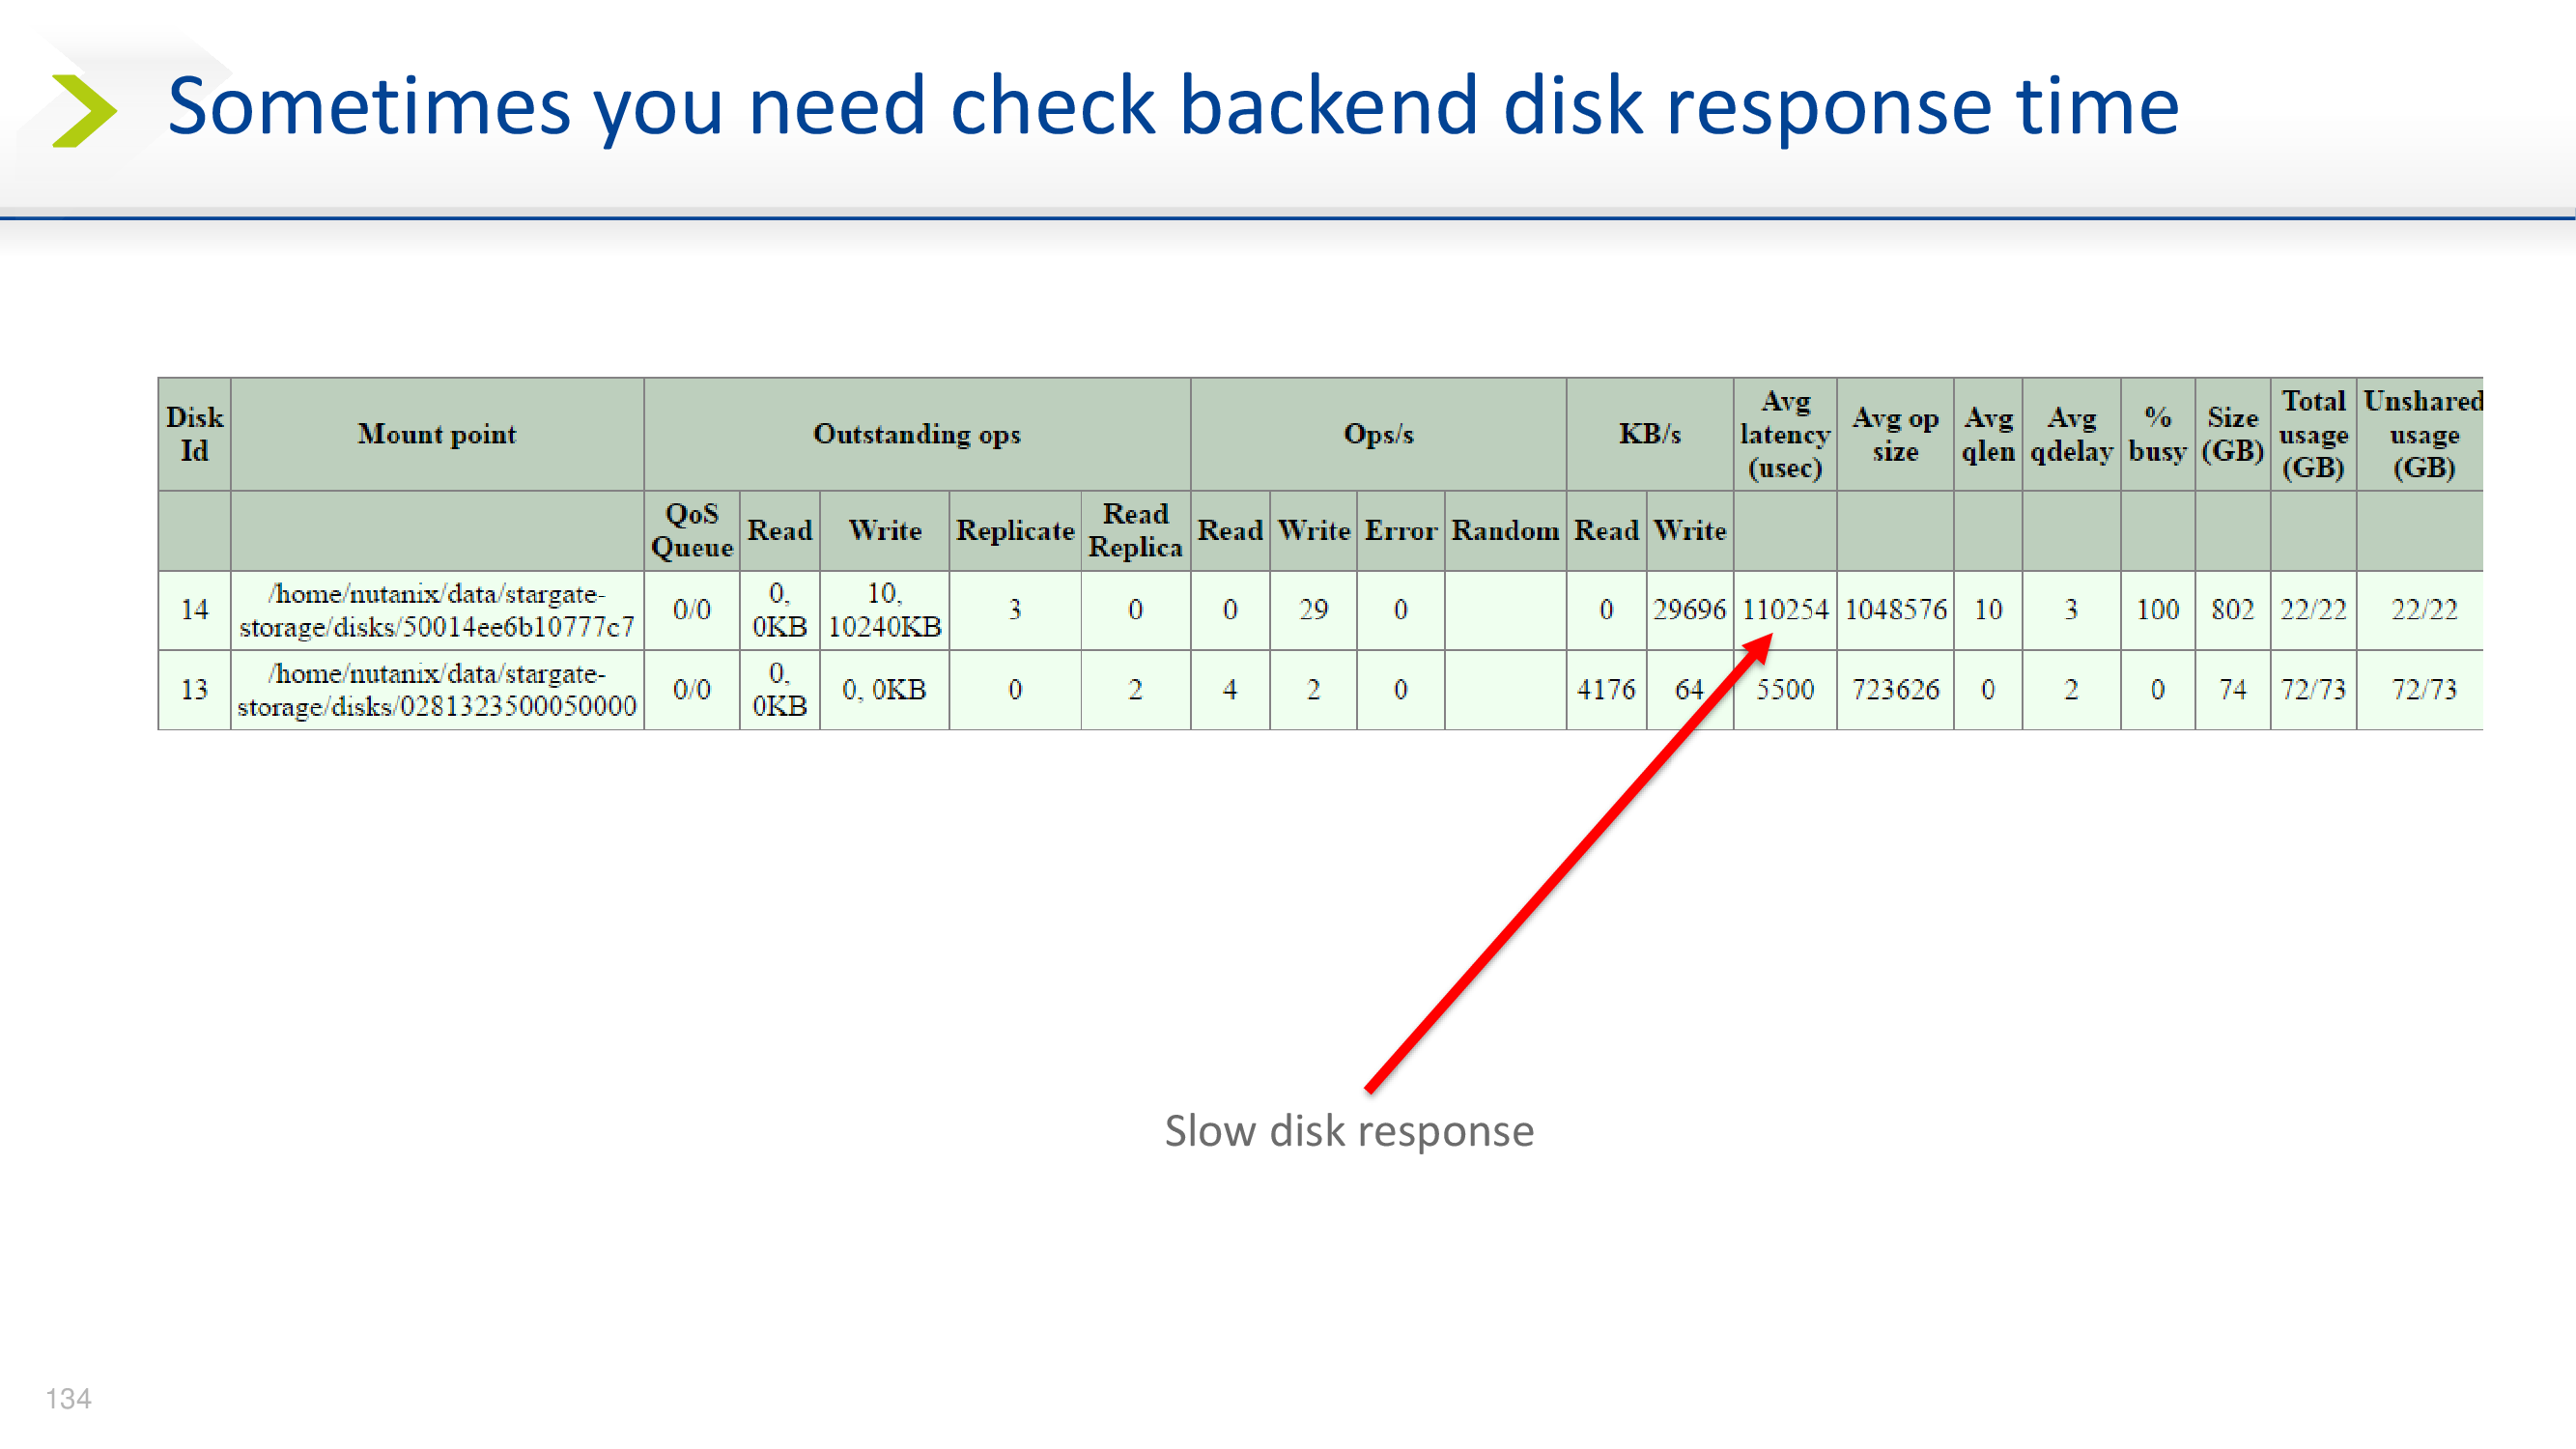 Sometimes you need check backend disk response time
Disk Id | Mount point | Outstanding ops | Ops/s | KB/s | Avg latency (usec) | Avg op size | Avg qlen | Avg qdelay | % busy | Size (GB) | Total usage (GB) | Unshared usage (GB)
QoS Queue | Read | Write | Replicate | Read Replica | Read | Write | Error | Random | Read | Write
14 | /home/nutanix/data/stargate-storage/disks/50014ee6b10777c7 | 0/0 | 0, 0KB | 10, 10240KB | 3 | 0 | 0 | 29 | 0 | | 0 | 29696 | 110254 | 1048576 | 10 | 3 | 100 | 802 | 22/22 | 22/22
13 | /home/nutanix/data/stargate-storage/disks/0281323500050000 | 0/0 | 0, 0KB | 0, 0KB | 0 | 2 | 4 | 2 | 0 | | 4176 | 64 | 5500 | 723626 | 0 | 2 | 0 | 74 | 72/73 | 72/73
Slow disk response
134